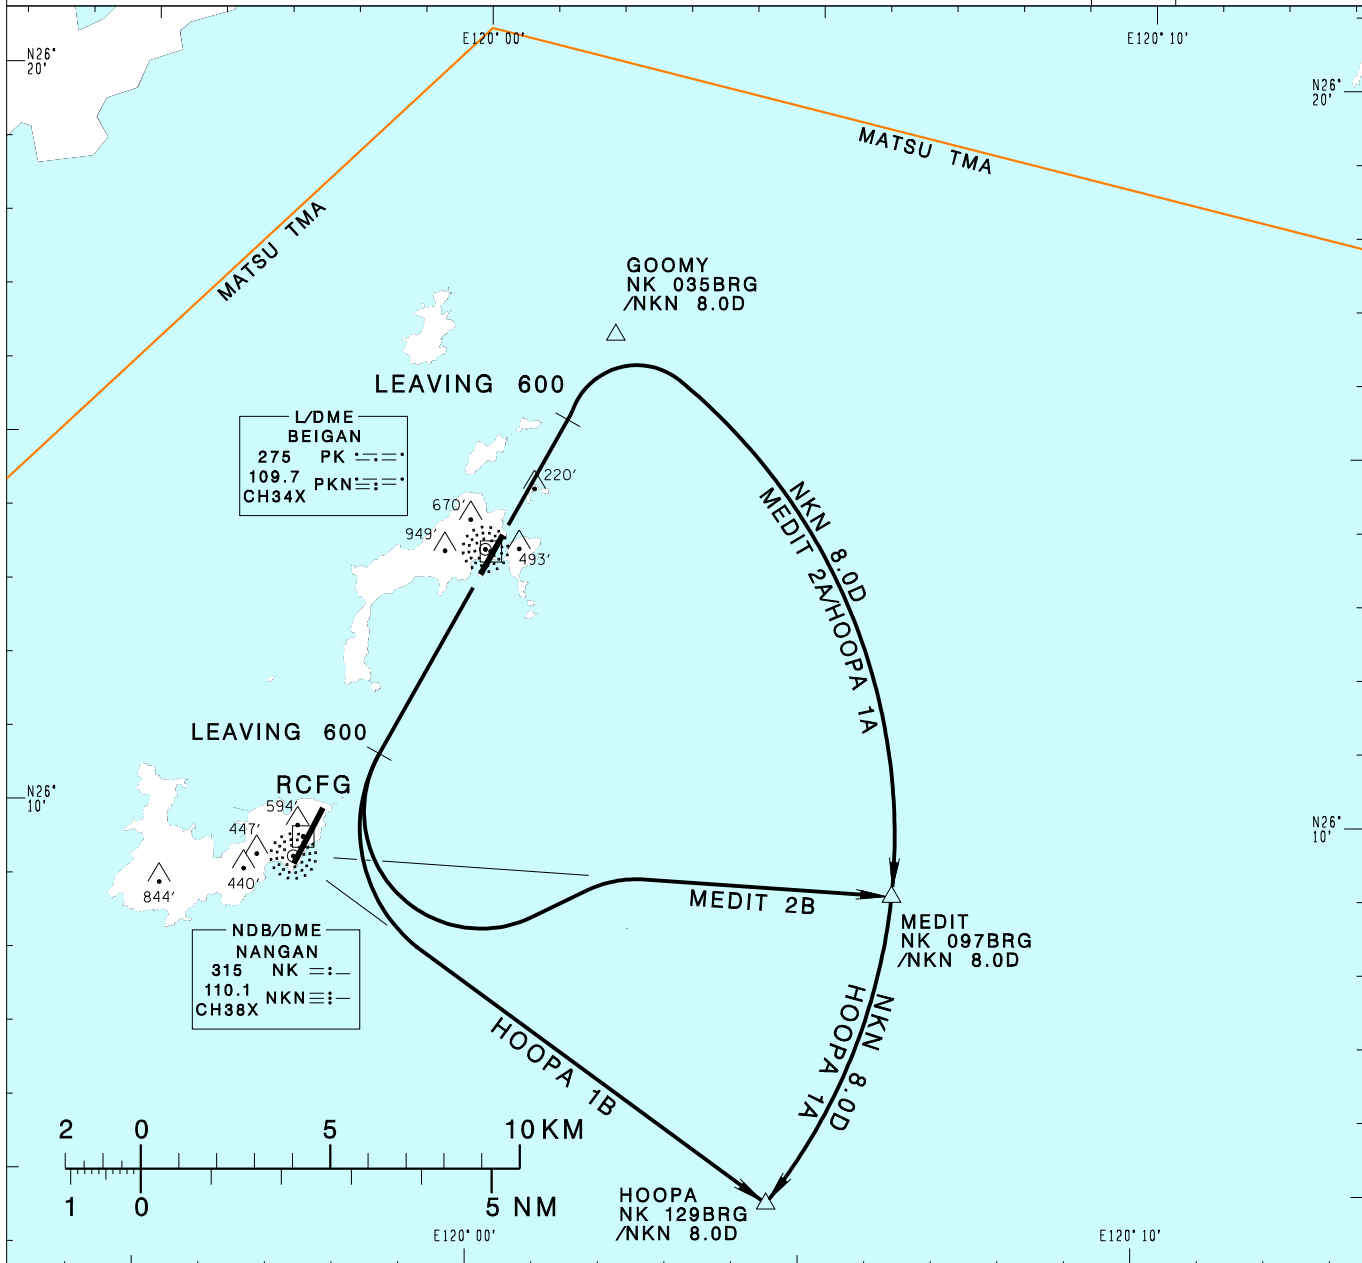 E120° 00'
E120° 10'
N26°
20'
N26°
20'
MATSU TMA
MATSU TMA
GOOMY
NK 035BRG
/NKN 8.0D
LEAVING 600
L/DME
BEIGAN
275 PK
109.7
CH34X
PKN
220'
670'
949'
493'
NKN 8.0D
MEDIT 2A/HOOPA 1A
LEAVING 600
RCFG
N26°
10'
N26°
10'
594'
447'
440'
844'
MEDIT 2B
MEDIT
NK 097BRG
/NKN 8.0D
NDB/DME
NANGAN
315 NK
110.1
CH38X
NKN
NKN 8.0D
HOOPA 1A
HOOPA 1B
2 0 5 10 KM
1 0 5 NM
HOOPA
NK 129BRG
/NKN 8.0D
E120° 00'
E120° 10'